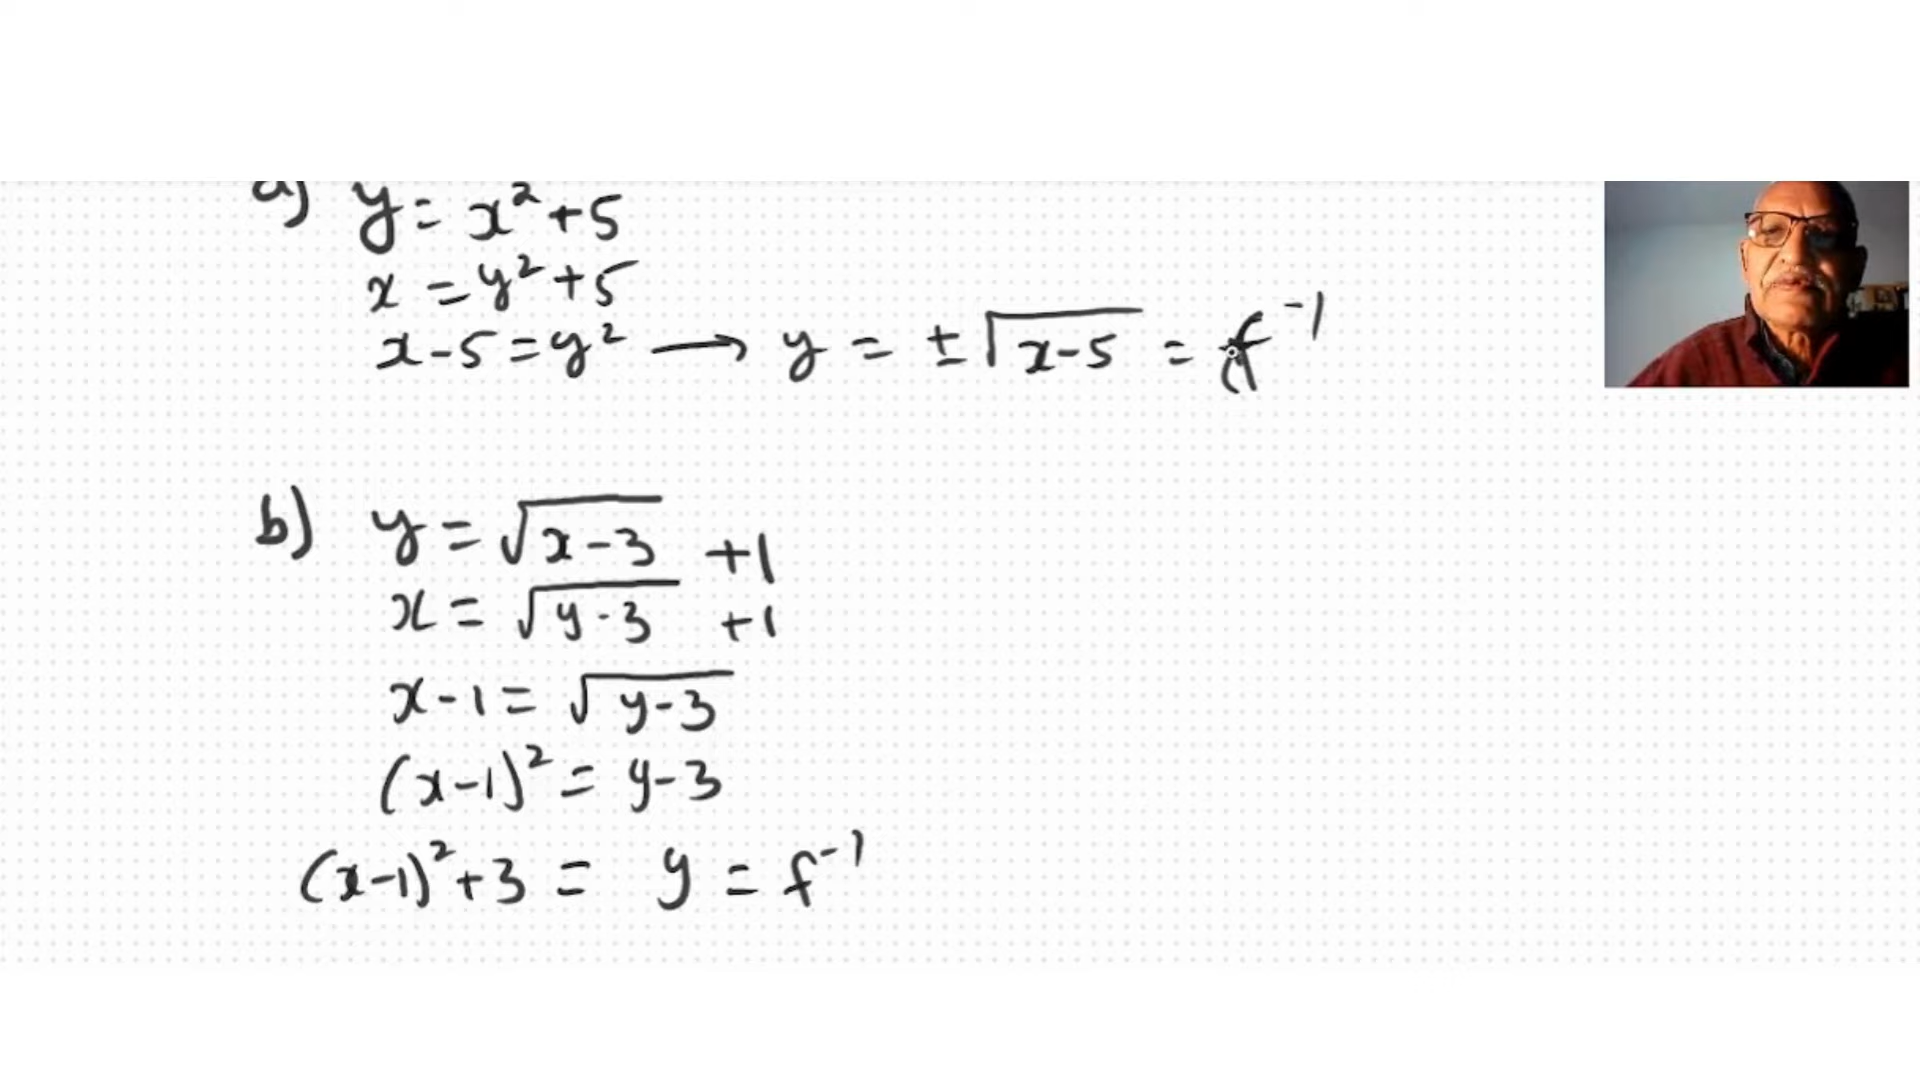 a) y = x² + 5
x = y² + 5
x - 5 = y² ⟶ y = ± √(x-5) = f⁻¹
b) y = √(x-3) + 1
x = √(y-3) + 1
x - 1 = √(y-3)
(x-1)² = y - 3
(x-1)² + 3 = y = f⁻¹